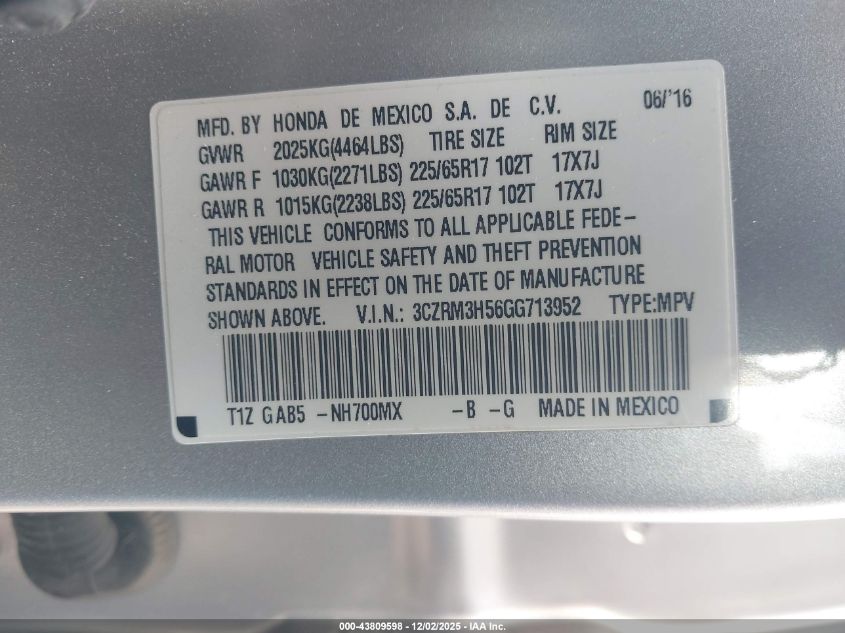 MFD. BY HONDA DE MEXICO S.A. DE C.V. 06/'16
GVWR 2025KG(4464LBS) TIRE SIZE RIM SIZE
GAWR F 1030KG(2271LBS) 225/65R17 102T 17X7J
GAWR R 1015KG(2238LBS) 225/65R17 102T 17X7J
THIS VEHICLE CONFORMS TO ALL APPLICABLE FEDE-
RAL MOTOR VEHICLE SAFETY AND THEFT PREVENTION
STANDARDS IN EFFECT ON THE DATE OF MANUFACTURE
SHOWN ABOVE. V.I.N.: 3CZRM3H56GG713952 TYPE:MPV
T1Z GAB5 -NH700MX -B -G MADE IN MEXICO
000-43809598 - 12/02/2025 - IAA Inc.